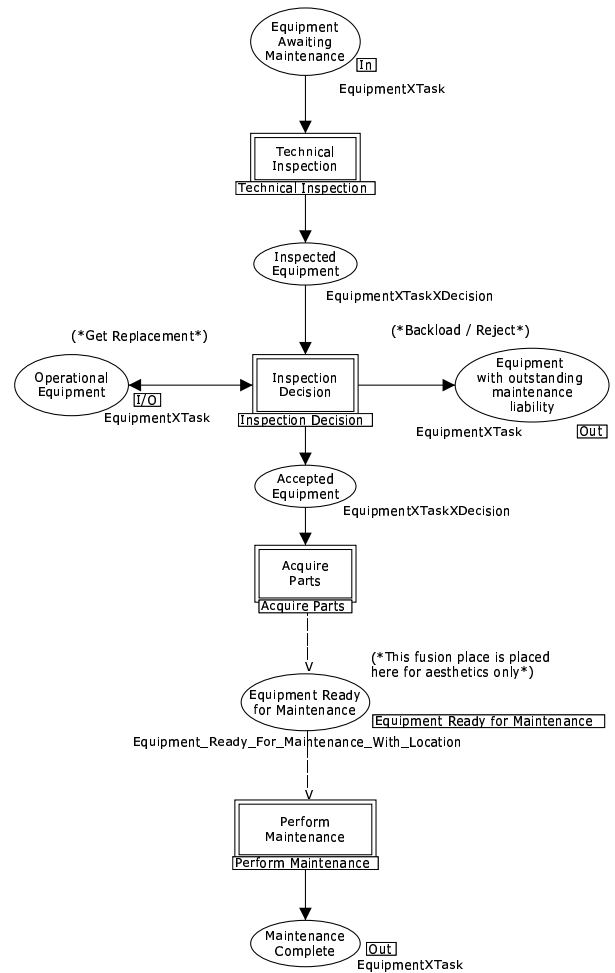 Equipment
Awaiting
Maintenance
In
EquipmentXTask
Technical
Inspection
Technical Inspection
Inspected
Equipment
EquipmentXTaskXDecision
(*Get Replacement*)
(*Backload / Reject*)
Operational
Equipment
I/O
EquipmentXTask
Inspection
Decision
Inspection Decision
Equipment
with outstanding
maintenance
liability
EquipmentXTask
Out
Accepted
Equipment
EquipmentXTaskXDecision
Acquire
Parts
Acquire Parts
(*This fusion place is placed
here for aesthetics only*)
Equipment Ready
for Maintenance
Equipment Ready for Maintenance
Equipment_Ready_For_Maintenance_With_Location
Perform
Maintenance
Perform Maintenance
Maintenance
Complete
Out
EquipmentXTask